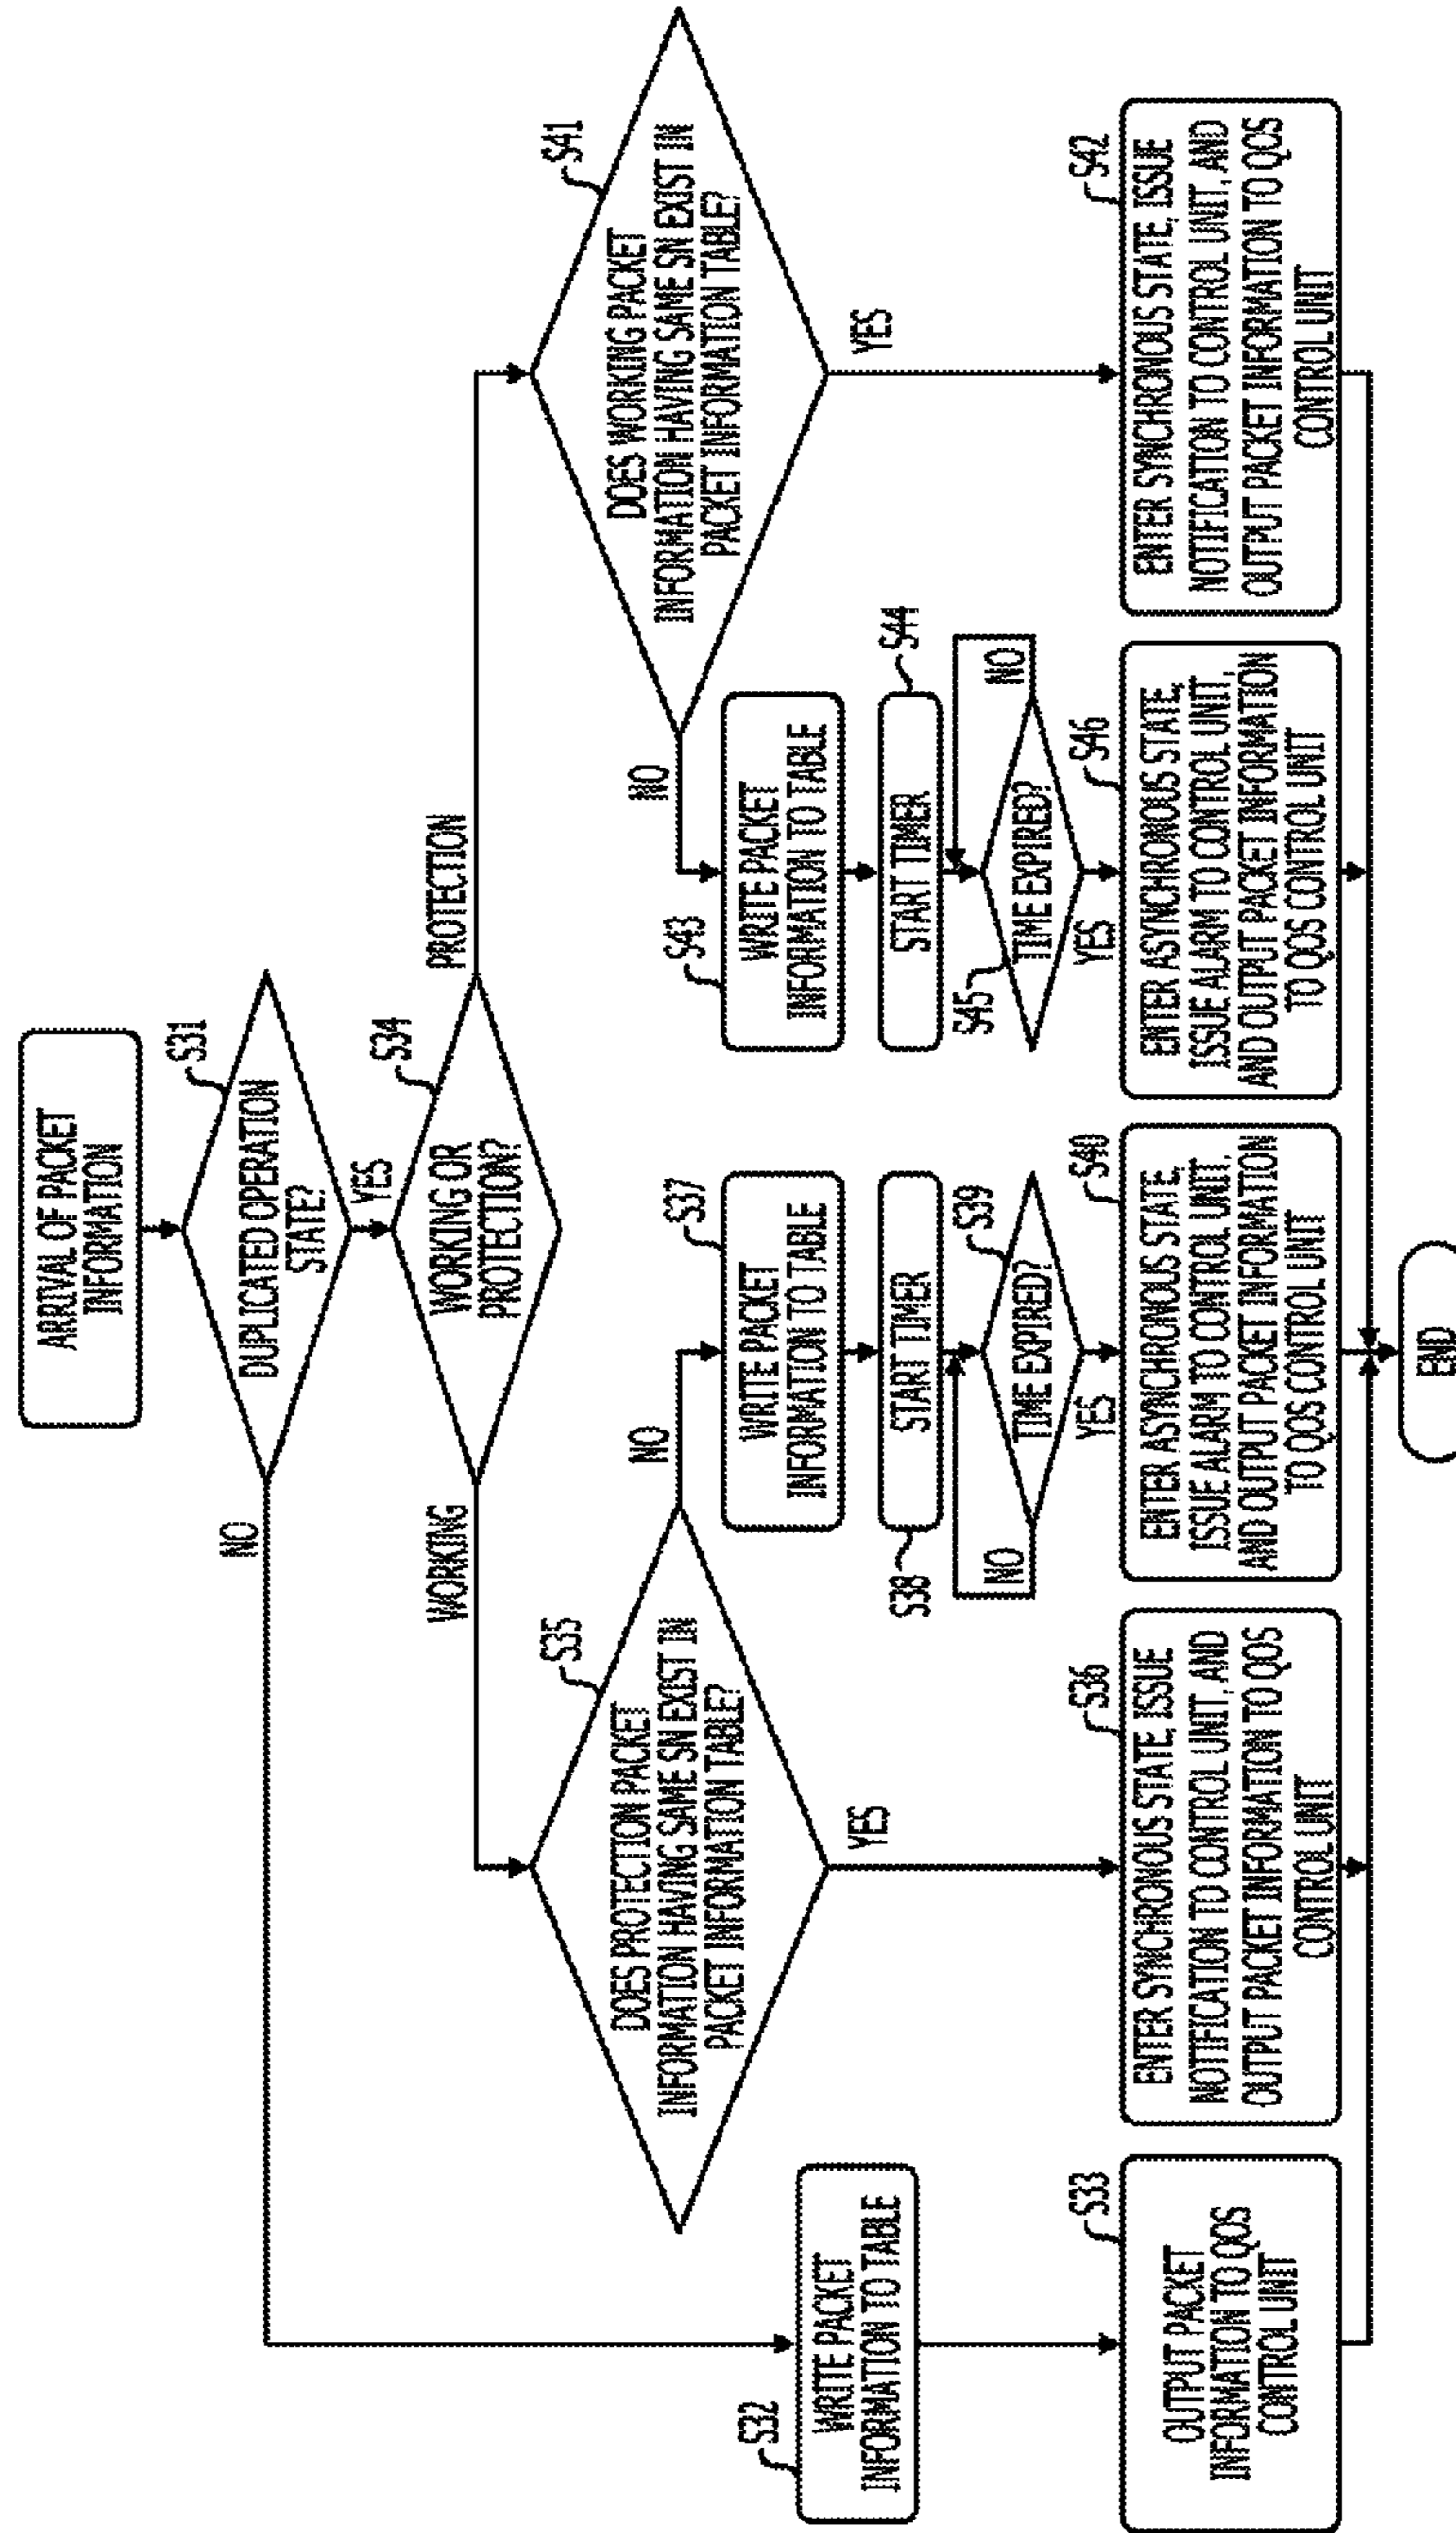 ARRIVAL OF PACKET
INFORMATION
S31
DUPLICATED OPERATION
STATE?
NO
YES
S34
WORKING OR
PROTECTION?
WORKING
PROTECTION
S35
DOES PROTECTION PACKET
INFORMATION HAVING SAME SN EXIST IN
PACKET INFORMATION TABLE?
NO
YES
S41
DOES WORKING PACKET
INFORMATION HAVING SAME SN EXIST IN
PACKET INFORMATION TABLE?
NO
YES
S32
WRITE PACKET
INFORMATION TO TABLE
S37
WRITE PACKET
INFORMATION TO TABLE
S43
WRITE PACKET
INFORMATION TO TABLE
S38
START TIMER
START TIMER
S44
NO
TIME EXPIRED?
S39
YES
S45
TIME EXPIRED?
NO
YES
S33
OUTPUT PACKET
INFORMATION TO QOS
CONTROL UNIT
S36
ENTER SYNCHRONOUS STATE, ISSUE
NOTIFICATION TO CONTROL UNIT, AND
OUTPUT PACKET INFORMATION TO QOS
CONTROL UNIT
S40
ENTER ASYNCHRONOUS STATE,
ISSUE ALARM TO CONTROL UNIT,
AND OUTPUT PACKET INFORMATION
TO QOS CONTROL UNIT
S46
ENTER ASYNCHRONOUS STATE,
ISSUE ALARM TO CONTROL UNIT,
AND OUTPUT PACKET INFORMATION
TO QOS CONTROL UNIT
S42
ENTER SYNCHRONOUS STATE, ISSUE
NOTIFICATION TO CONTROL UNIT, AND
OUTPUT PACKET INFORMATION TO QOS
CONTROL UNIT
END